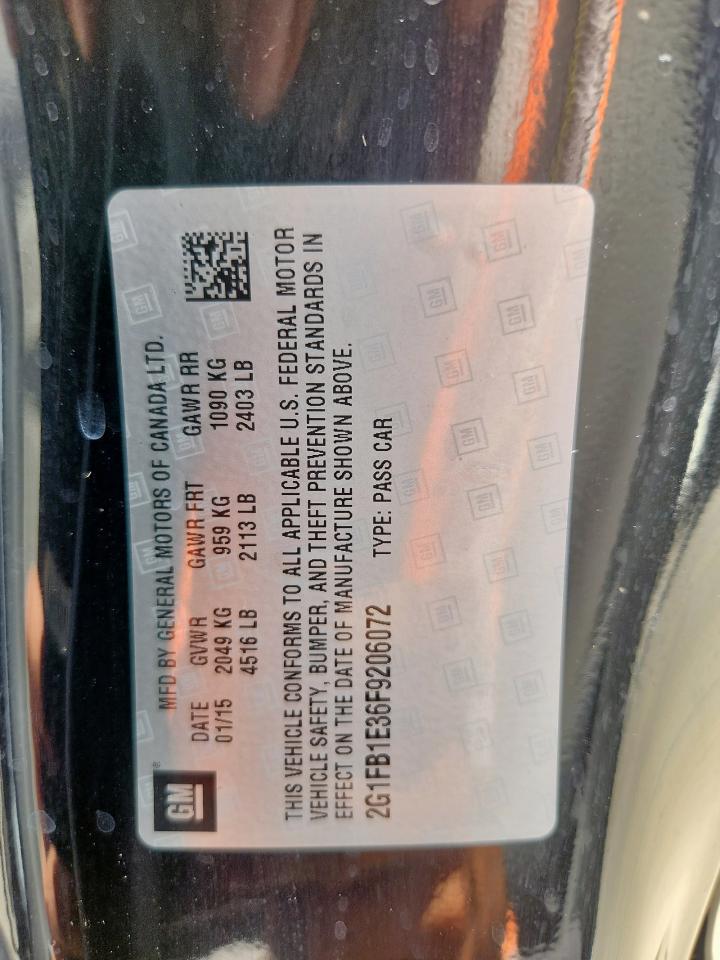 GM®
MFD BY GENERAL MOTORS OF CANADA LTD.
DATE GVWR GAWR FRT GAWR RR
01/15 2049 KG 959 KG 1090 KG
4516 LB 2113 LB 2403 LB
THIS VEHICLE CONFORMS TO ALL APPLICABLE U.S. FEDERAL MOTOR
VEHICLE SAFETY, BUMPER, AND THEFT PREVENTION STANDARDS IN
EFFECT ON THE DATE OF MANUFACTURE SHOWN ABOVE.
2G1FB1E36F9206072 TYPE: PASS CAR